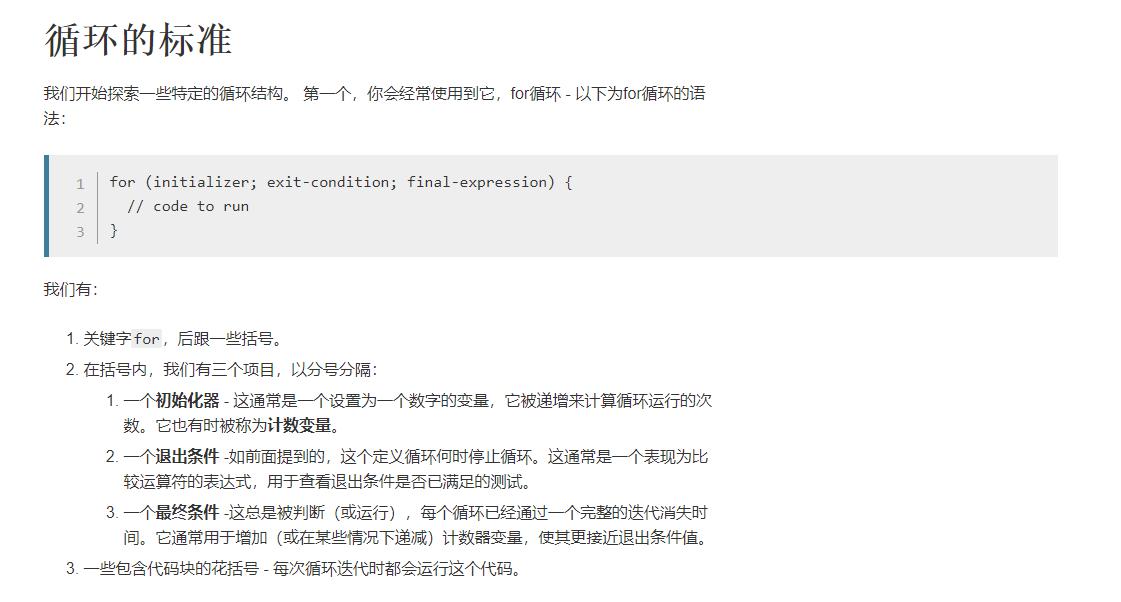 循环的标准
我们开始探索一些特定的循环结构。 第一个，你会经常使用到它，for循环 - 以下为for循环的语
法：
1 for (initializer; exit-condition; final-expression) {
2   // code to run
3 }
我们有：
1. 关键字for，后跟一些括号。
2. 在括号内，我们有三个项目，以分号分隔：
1. 一个初始化器 - 这通常是一个设置为一个数字的变量，它被递增来计算循环运行的次
数。它也有时被称为计数变量。
2. 一个退出条件 -如前面提到的，这个定义循环何时停止循环。这通常是一个表现为比
较运算符的表达式，用于查看退出条件是否已满足的测试。
3. 一个最终条件 -这总是被判断（或运行），每个循环已经通过一个完整的迭代消失时
间。它通常用于增加（或在某些情况下递减）计数器变量，使其更接近退出条件值。
3. 一些包含代码块的花括号 - 每次循环迭代时都会运行这个代码。